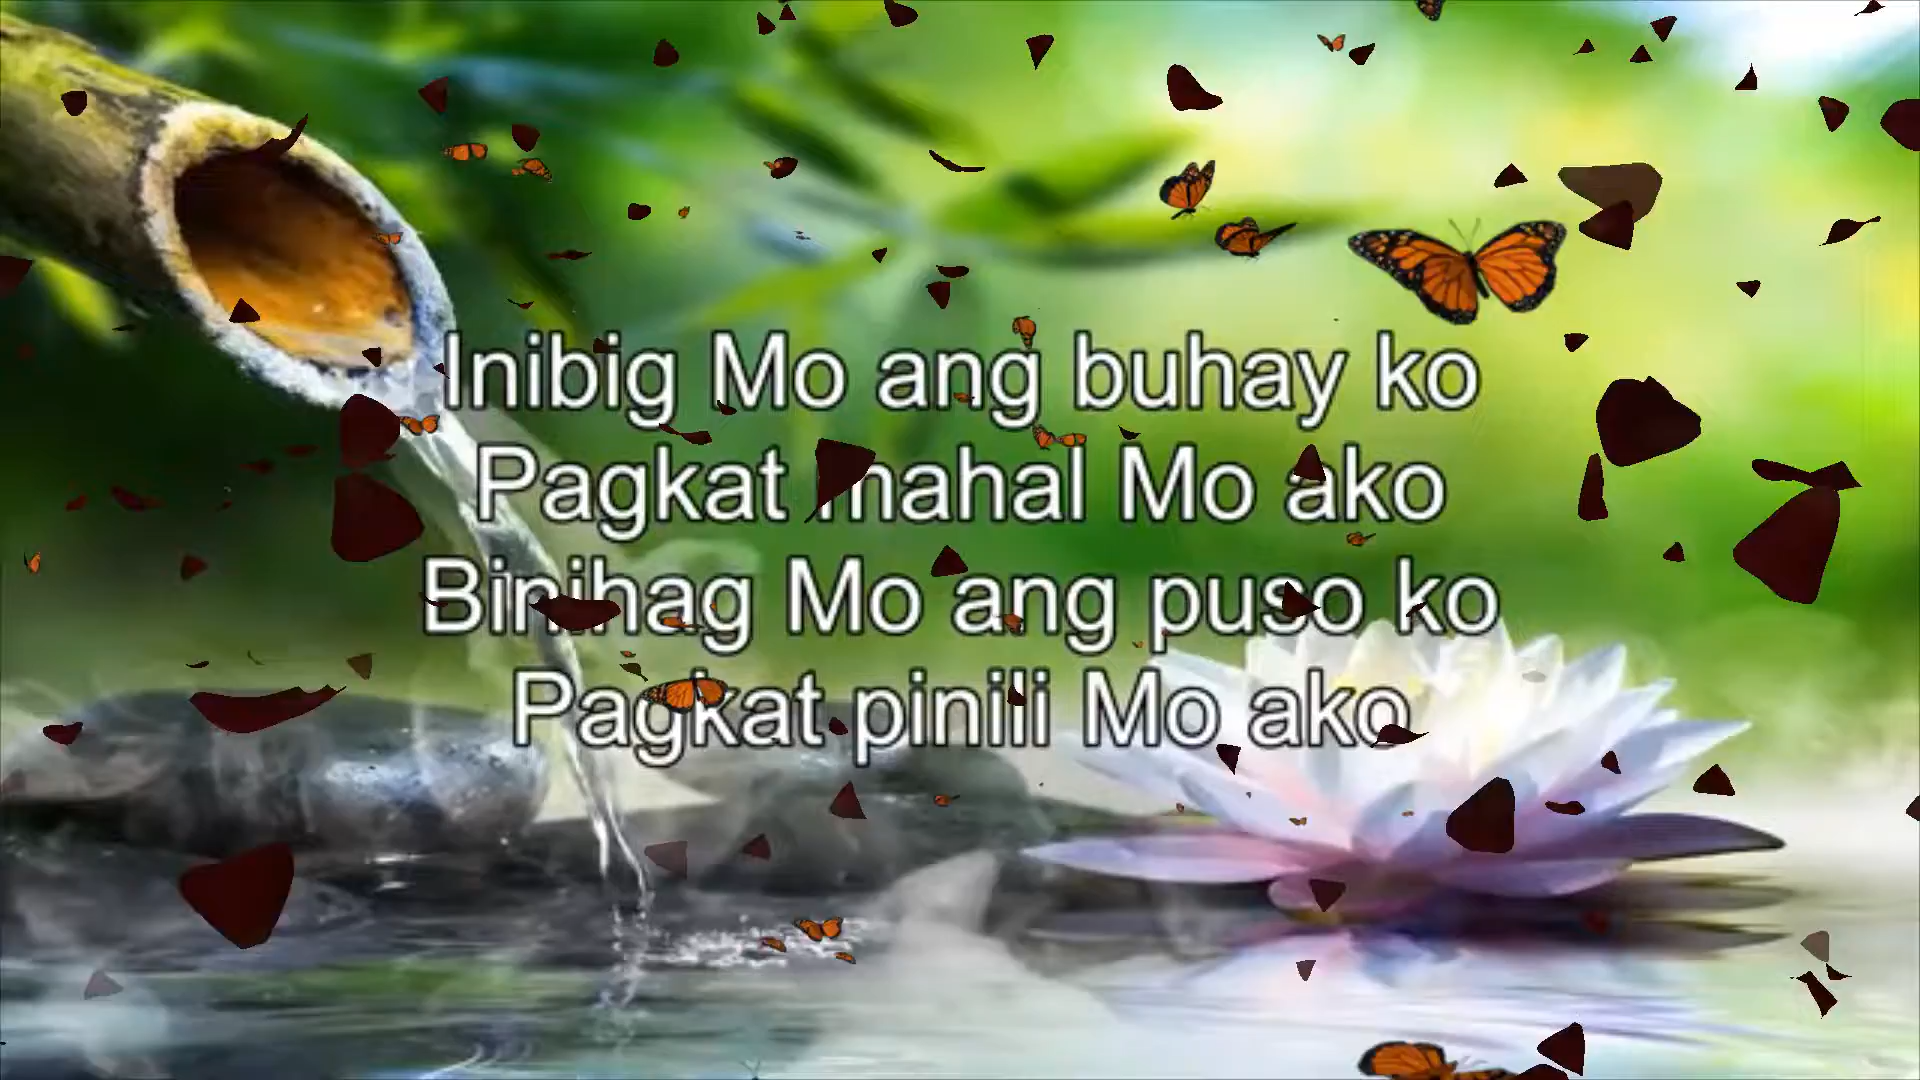 Inibig Mo ang buhay ko
Pagkat mahal Mo ako
Binihag Mo ang puso ko
Pagkat pinili Mo ako